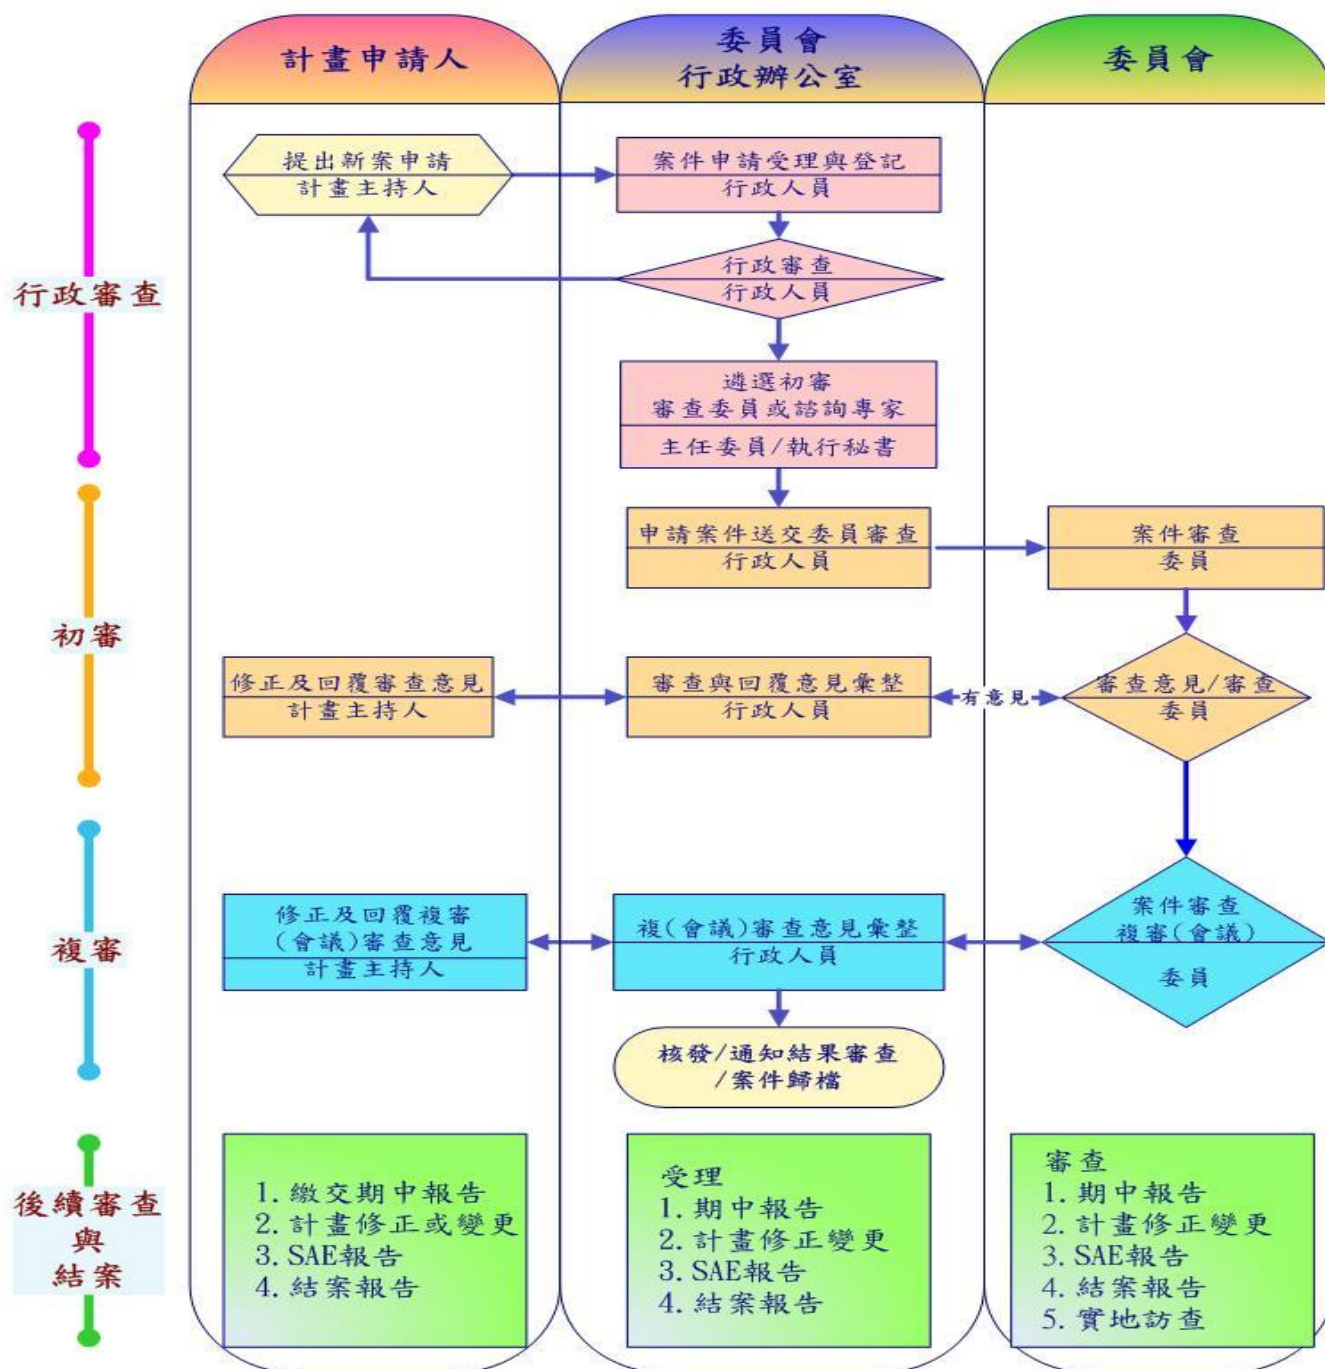 計畫申請人
委員會
行政辦公室
委員會
行政審查
提出新案申請
計畫主持人
案件申請受理與登記
行政人員
行政審查
行政人員
遴選初審
審查委員或諮詢專家
主任委員/執行秘書
初審
申請案件送交委員審查
行政人員
案件審查
委員
修正及回覆審查意見
計畫主持人
審查與回覆意見彙整
行政人員
有意見
審查意見/審查
委員
複審
修正及回覆複審
(會議)審查意見
計畫主持人
複(會議)審查意見彙整
行政人員
案件審查
複審(會議)
委員
核發/通知結果審查
/案件歸檔
後續審查
與
結案
1. 繳交期中報告
2. 計畫修正或變更
3. SAE報告
4. 結案報告
受理
1. 期中報告
2. 計畫修正變更
3. SAE報告
4. 結案報告
審查
1. 期中報告
2. 計畫修正變更
3. SAE報告
4. 結案報告
5. 實地訪查